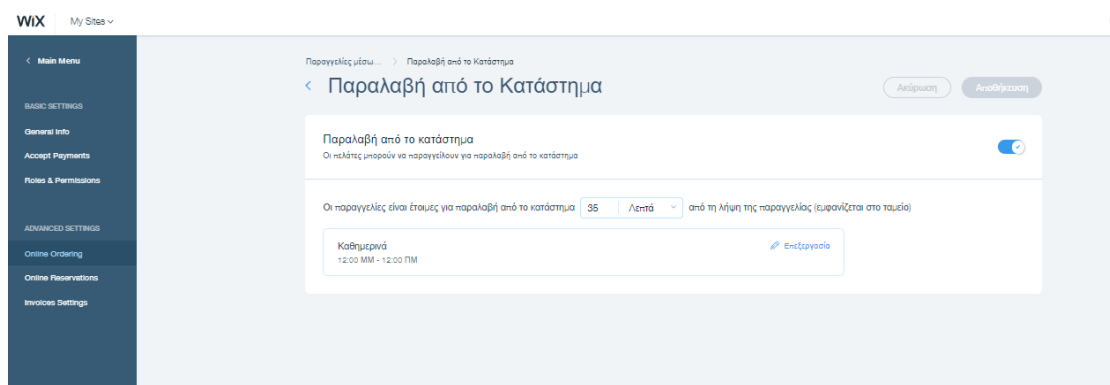 WiX My Sites
Main Menu
BASIC SETTINGS
General Info
Accept Payments
Roles & Permissions
ADVANCED SETTINGS
Online Ordering
Online Reservations
Invoices Settings
Παραγγελίες μέσω... > Παραλαβή από το Κατάστημα
Παραλαβή από το Κατάστημα
Ακύρωση Αποθήκευση
Παραλαβή από το κατάστημα
Οι πελάτες μπορούν να παραγγείλουν για παραλαβή από το κατάστημα
Οι παραγγελίες είναι έτοιμες για παραλαβή από το κατάστημα 35 Λεπτά από τη λήψη της παραγγελίας (εμφανίζεται στο ταμείο)
Καθημερινά Επεξεργασία
12:00 ΜΜ - 12:00 ΠΜ